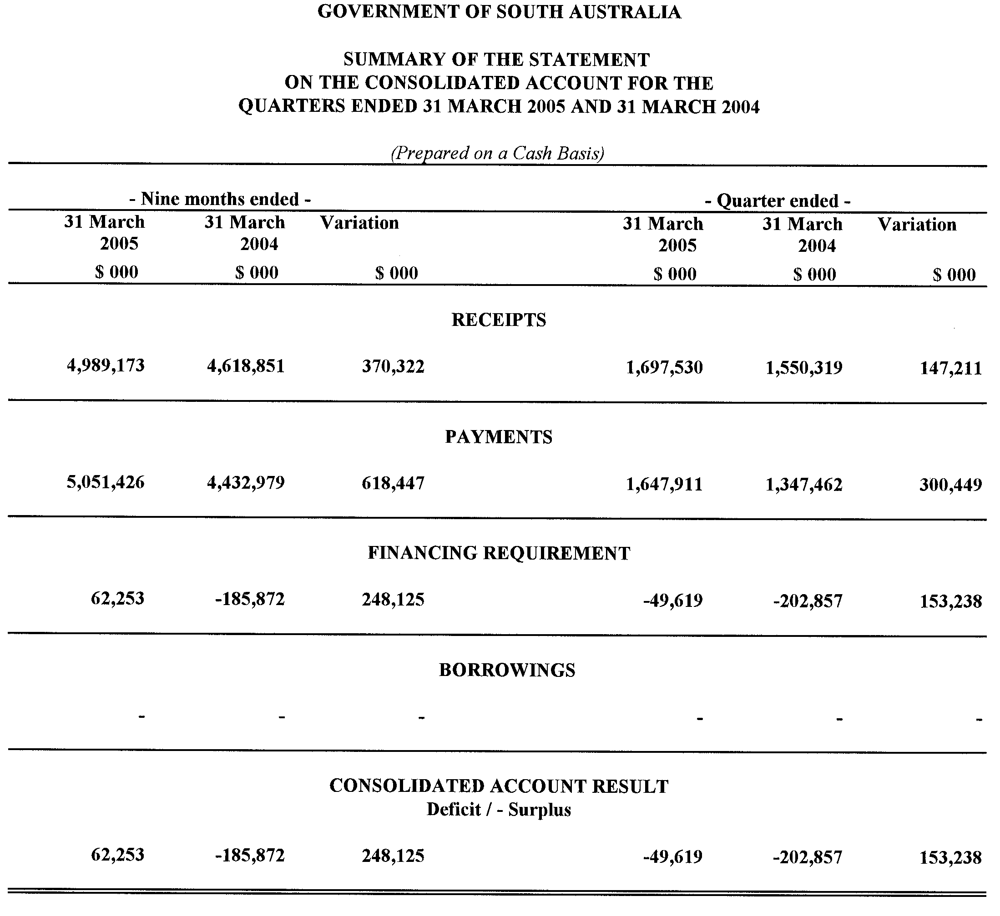 GOVERNMENT OF SOUTH AUSTRALIA
SUMMARY OF THE STATEMENT
ON THE CONSOLIDATED ACCOUNT FOR THE
QUARTERS ENDED 31 MARCH 2005 AND 31 MARCH 2004
(Prepared on a Cash Basis)
- Nine months ended - - Quarter ended -
31 March 31 March Variation 31 March 31 March Variation
2005 2004 2005 2004
$ 000 $ 000 $ 000 $ 000 $ 000 $ 000
RECEIPTS
4,989,173 4,618,851 370,322 1,697,530 1,550,319 147,211
PAYMENTS
5,051,426 4,432,979 618,447 1,647,911 1,347,462 300,449
FINANCING REQUIREMENT
62,253 -185,872 248,125 -49,619 -202,857 153,238
BORROWINGS
- - - - - -
CONSOLIDATED ACCOUNT RESULT
Deficit / - Surplus
62,253 -185,872 248,125 -49,619 -202,857 153,238